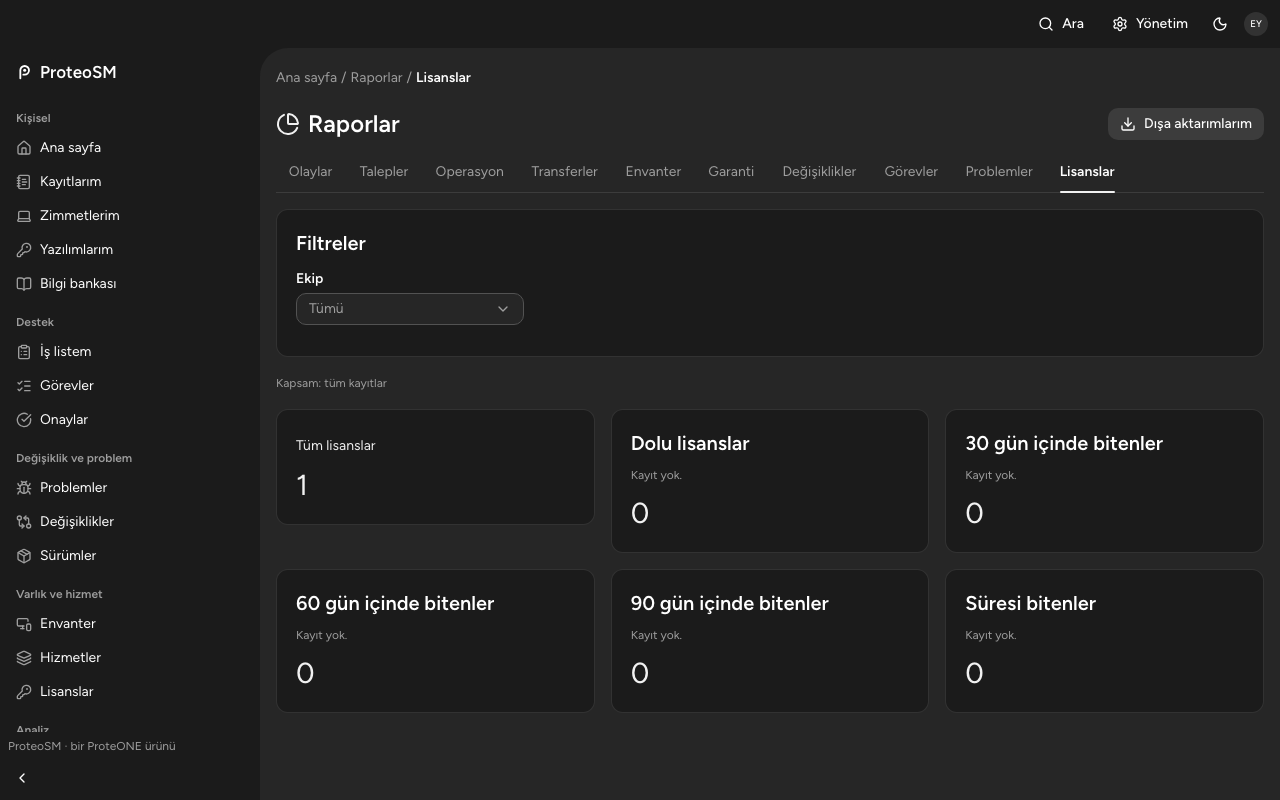 Ara
Yönetim
EY
ProteoSM
Kişisel
Ana sayfa
Kayıtlarım
Zimmetlerim
Yazılımlarım
Bilgi bankası
Destek
İş listem
Görevler
Onaylar
Değişiklik ve problem
Problemler
Değişiklikler
Sürümler
Varlık ve hizmet
Envanter
Hizmetler
Lisanslar
Analiz
ProteoSM · bir ProteONE ürünü
Ana sayfa / Raporlar / Lisanslar
Raporlar
Dışa aktarımlarım
Olaylar Talepler Operasyon Transferler Envanter Garanti Değişiklikler Görevler Problemler Lisanslar
Filtreler
Ekip
Tümü
Kapsam: tüm kayıtlar
Tüm lisanslar
1
Dolu lisanslar
Kayıt yok.
0
30 gün içinde bitenler
Kayıt yok.
0
60 gün içinde bitenler
Kayıt yok.
0
90 gün içinde bitenler
Kayıt yok.
0
Süresi bitenler
Kayıt yok.
0